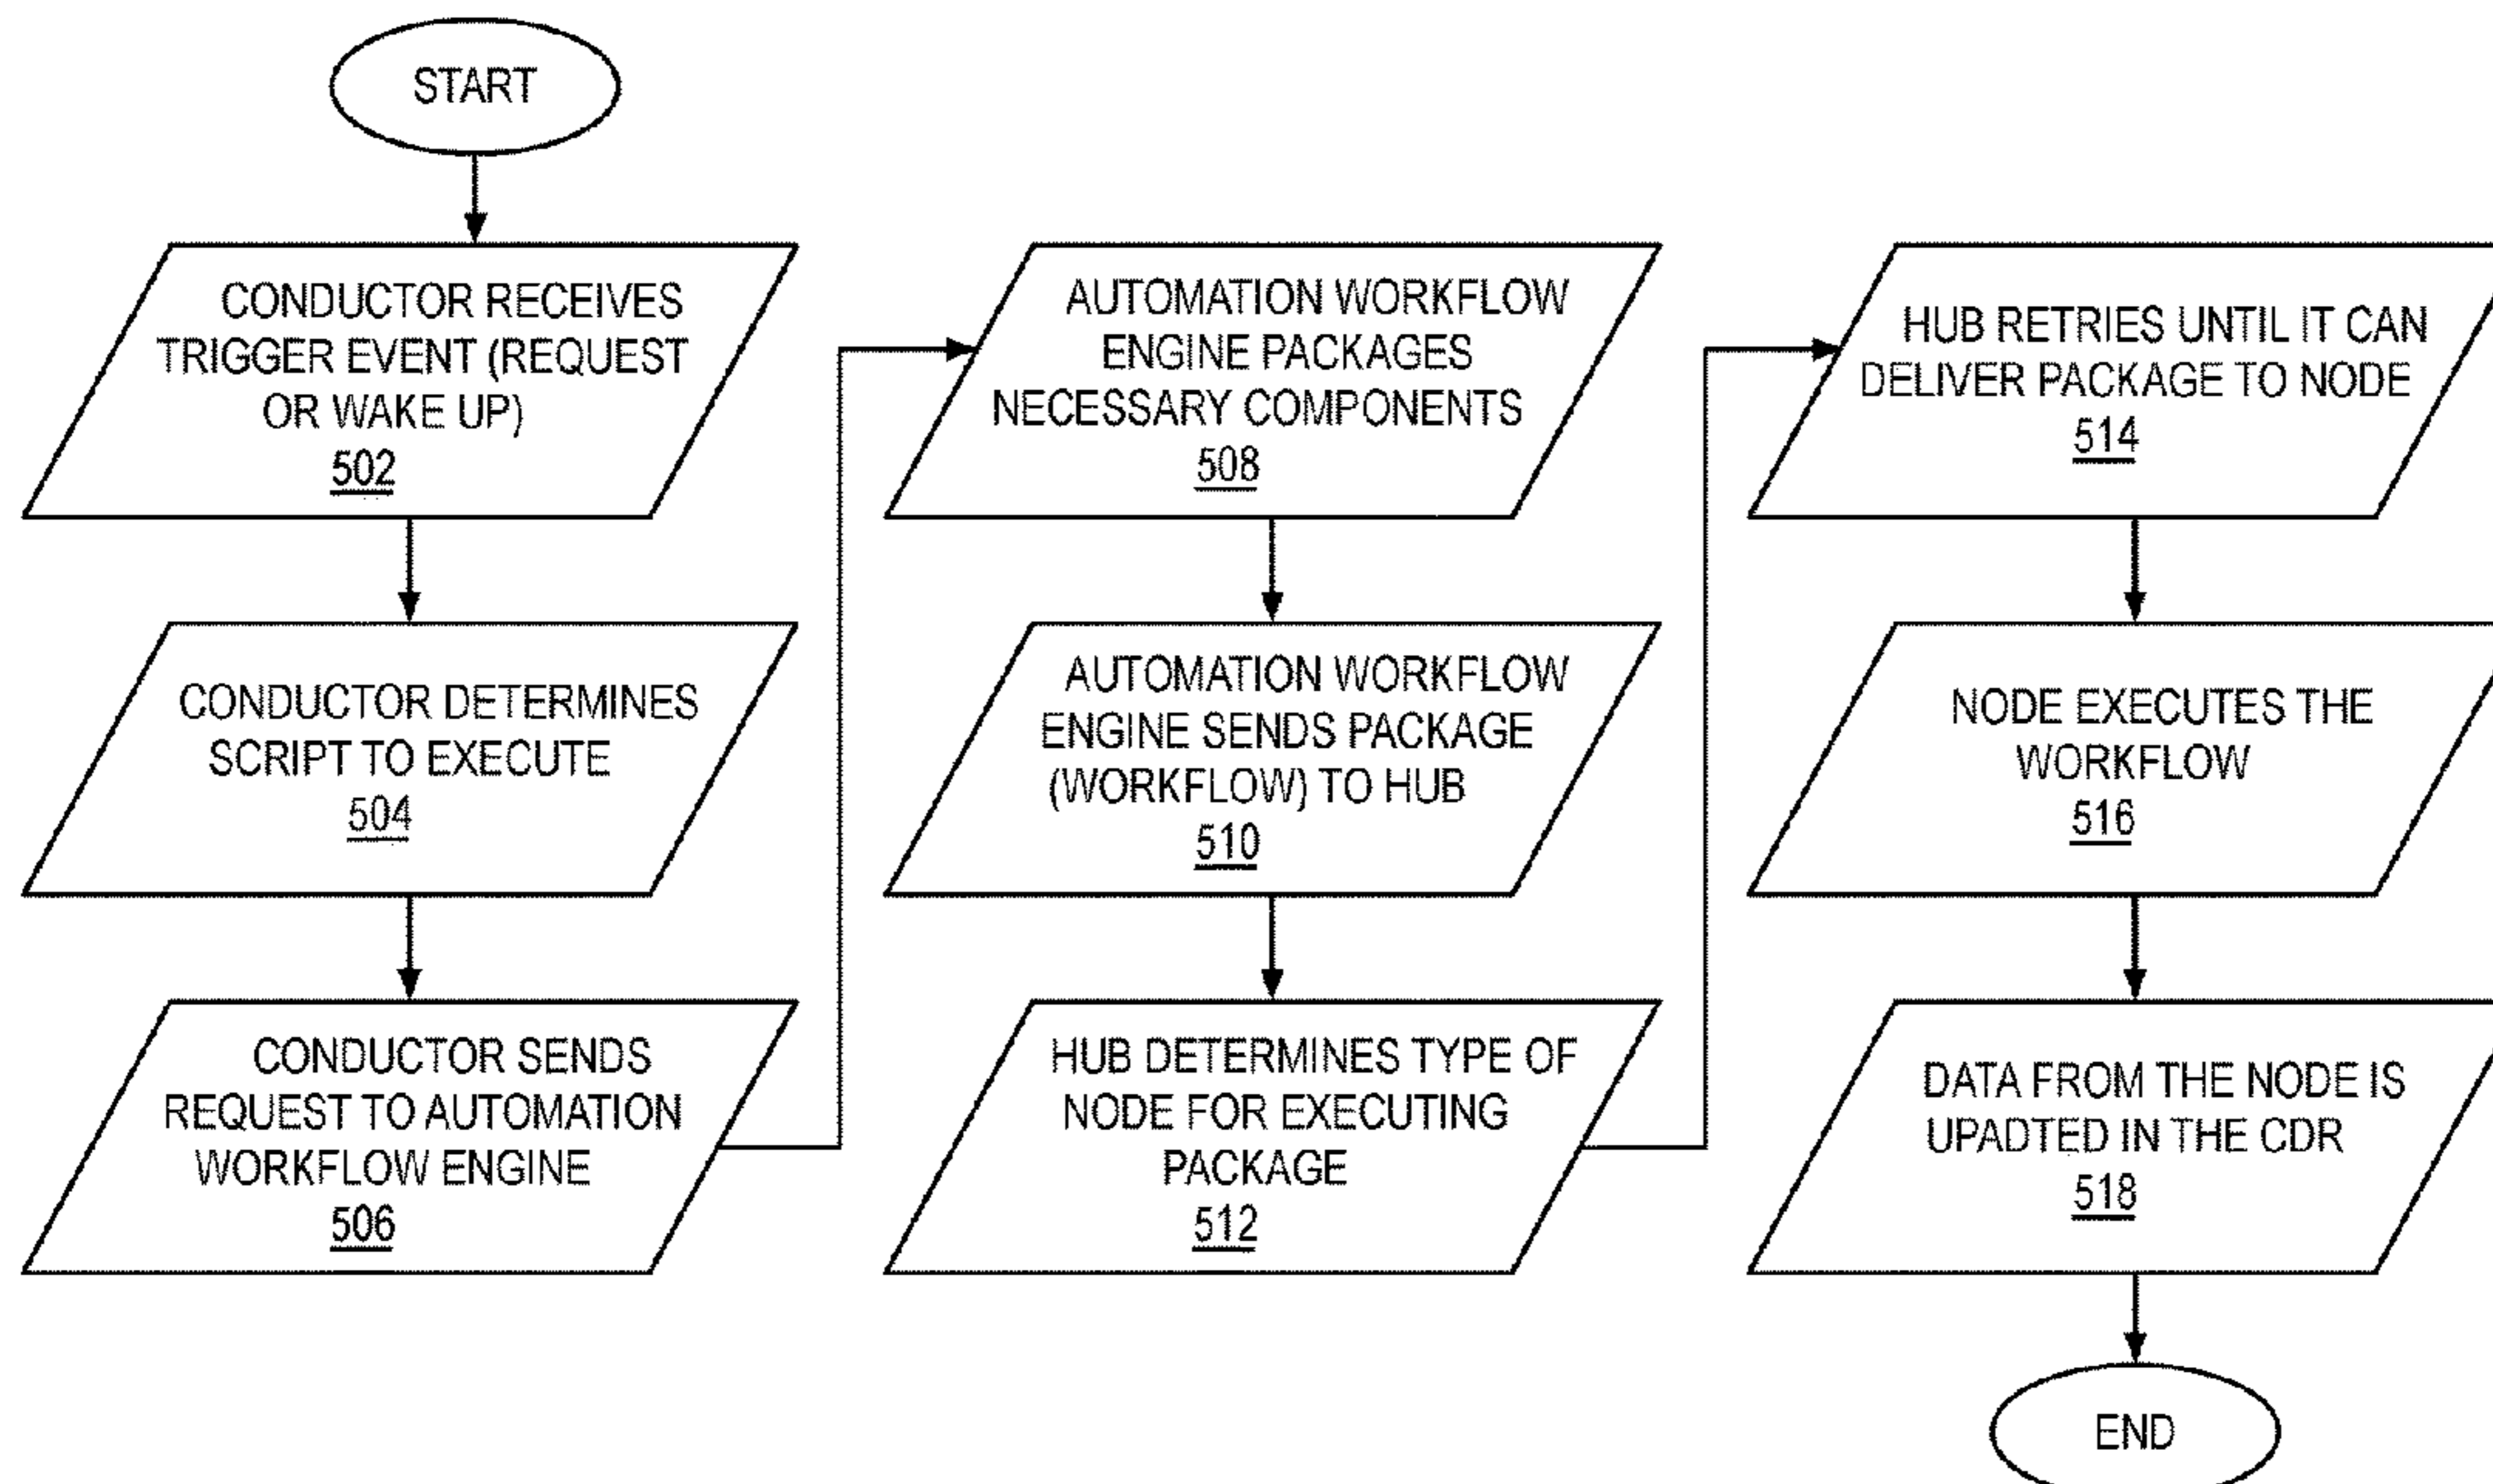 START
CONDUCTOR RECEIVES
TRIGGER EVENT (REQUEST
OR WAKE UP)
502
CONDUCTOR DETERMINES
SCRIPT TO EXECUTE
504
CONDUCTOR SENDS
REQUEST TO AUTOMATION
WORKFLOW ENGINE
506
AUTOMATION WORKFLOW
ENGINE PACKAGES
NECESSARY COMPONENTS
508
AUTOMATION WORKFLOW
ENGINE SENDS PACKAGE
(WORKFLOW) TO HUB
510
HUB DETERMINES TYPE OF
NODE FOR EXECUTING
PACKAGE
512
HUB RETRIES UNTIL IT CAN
DELIVER PACKAGE TO NODE
514
NODE EXECUTES THE
WORKFLOW
516
DATA FROM THE NODE IS
UPADTED IN THE CDR
518
END